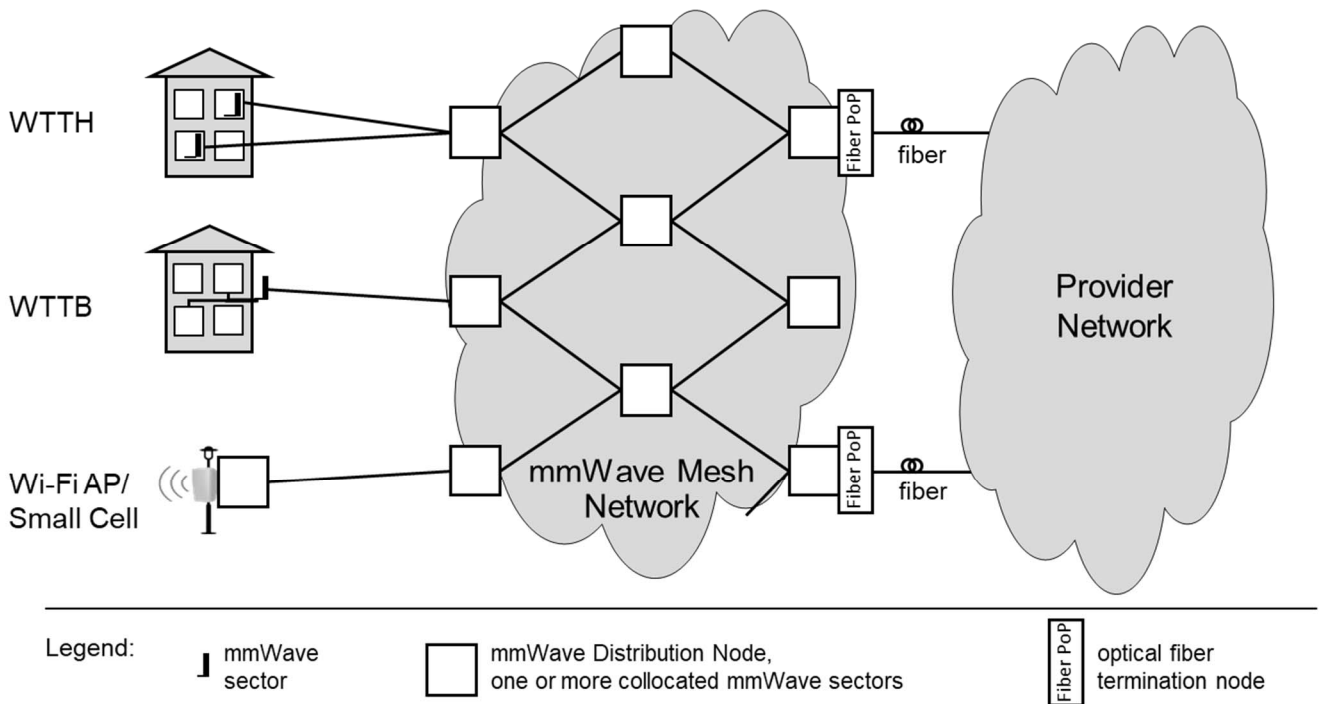 WTTH
Fiber PoP
fiber
WTTB
Provider
Network
Wi-Fi AP/
Small Cell
mmWave Mesh
Network
Fiber PoP
fiber
Legend:
mmWave
sector
mmWave Distribution Node,
one or more collocated mmWave sectors
Fiber PoP
optical fiber
termination node